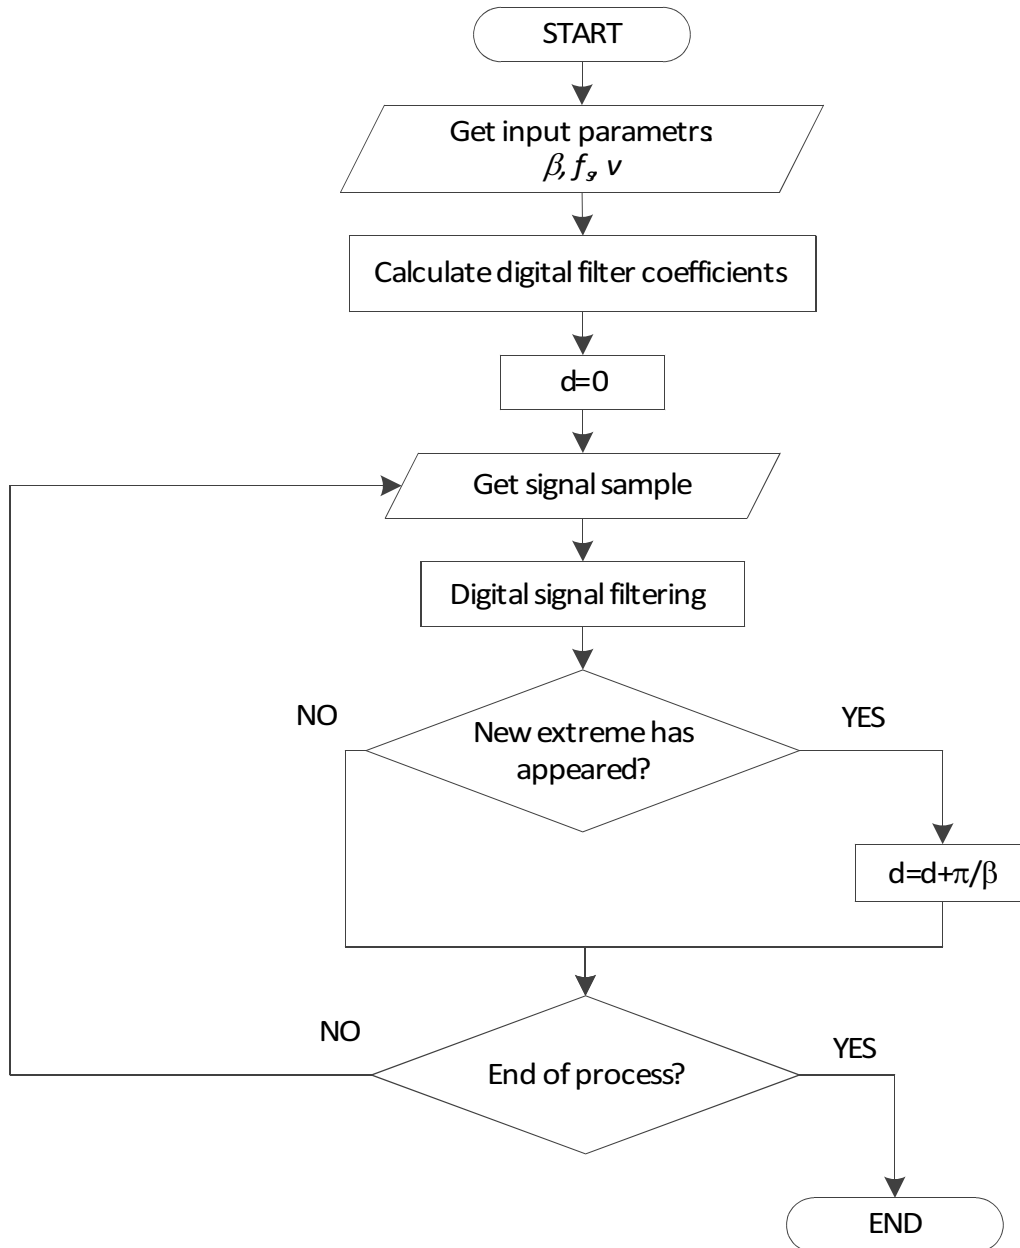 START
Get input parametrs:
β, fs, v
Calculate digital filter coefficients
d=0
Get signal sample
Digital signal filtering
NO
YES
New extreme has
appeared?
d=d+π/β
NO
YES
End of process?
END